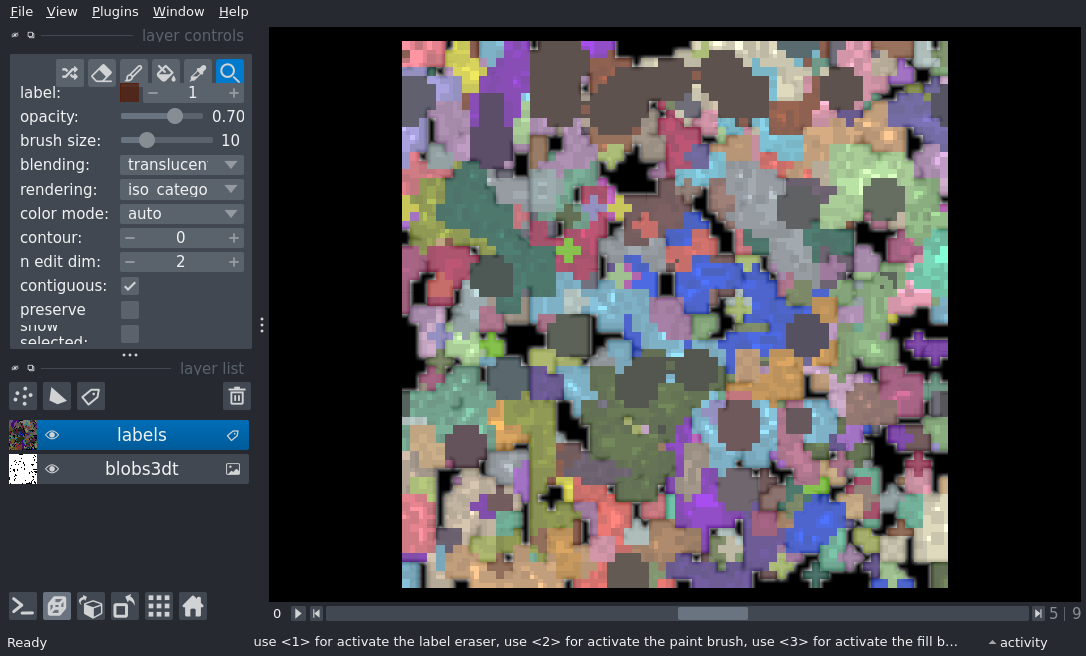 File View Plugins Window Help
layer controls
label: 1
opacity: 0.70
brush size: 10
blending: translucen
rendering: iso_catego
color mode: auto
contour: 0
n edit dim: 2
contiguous:
preserve
show
selected:
layer list
labels
blobs3dt
0 5 | 9
Ready use <1> for activate the label eraser, use <2> for activate the paint brush, use <3> for activate the fill b... activity